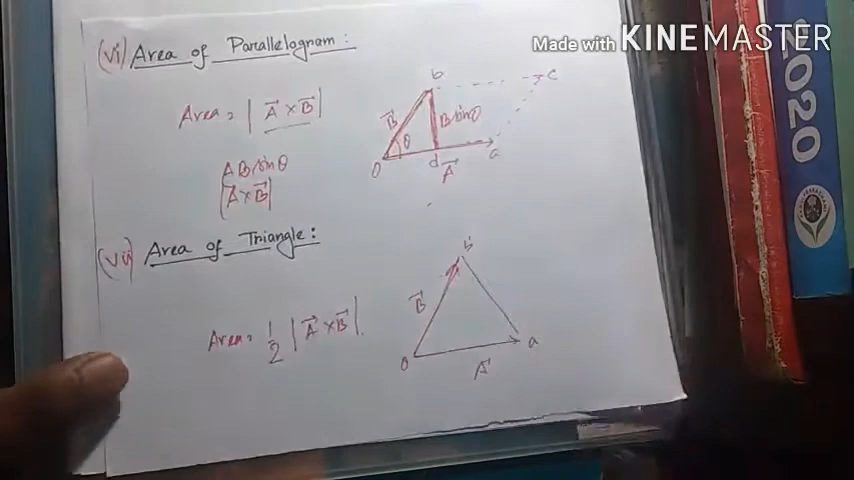 Made with KINEMASTER
(vi) Area of Parallelogram:
Area = | A⃗ × B⃗ |
AB sinθ
|A⃗ × B⃗|
b
c
B⃗
B sinθ
θ
O
d
a
A⃗
(vii) Area of Triangle:
Area = 1/2 | A⃗ × B⃗ |.
b
B⃗
O
a
A⃗
2020